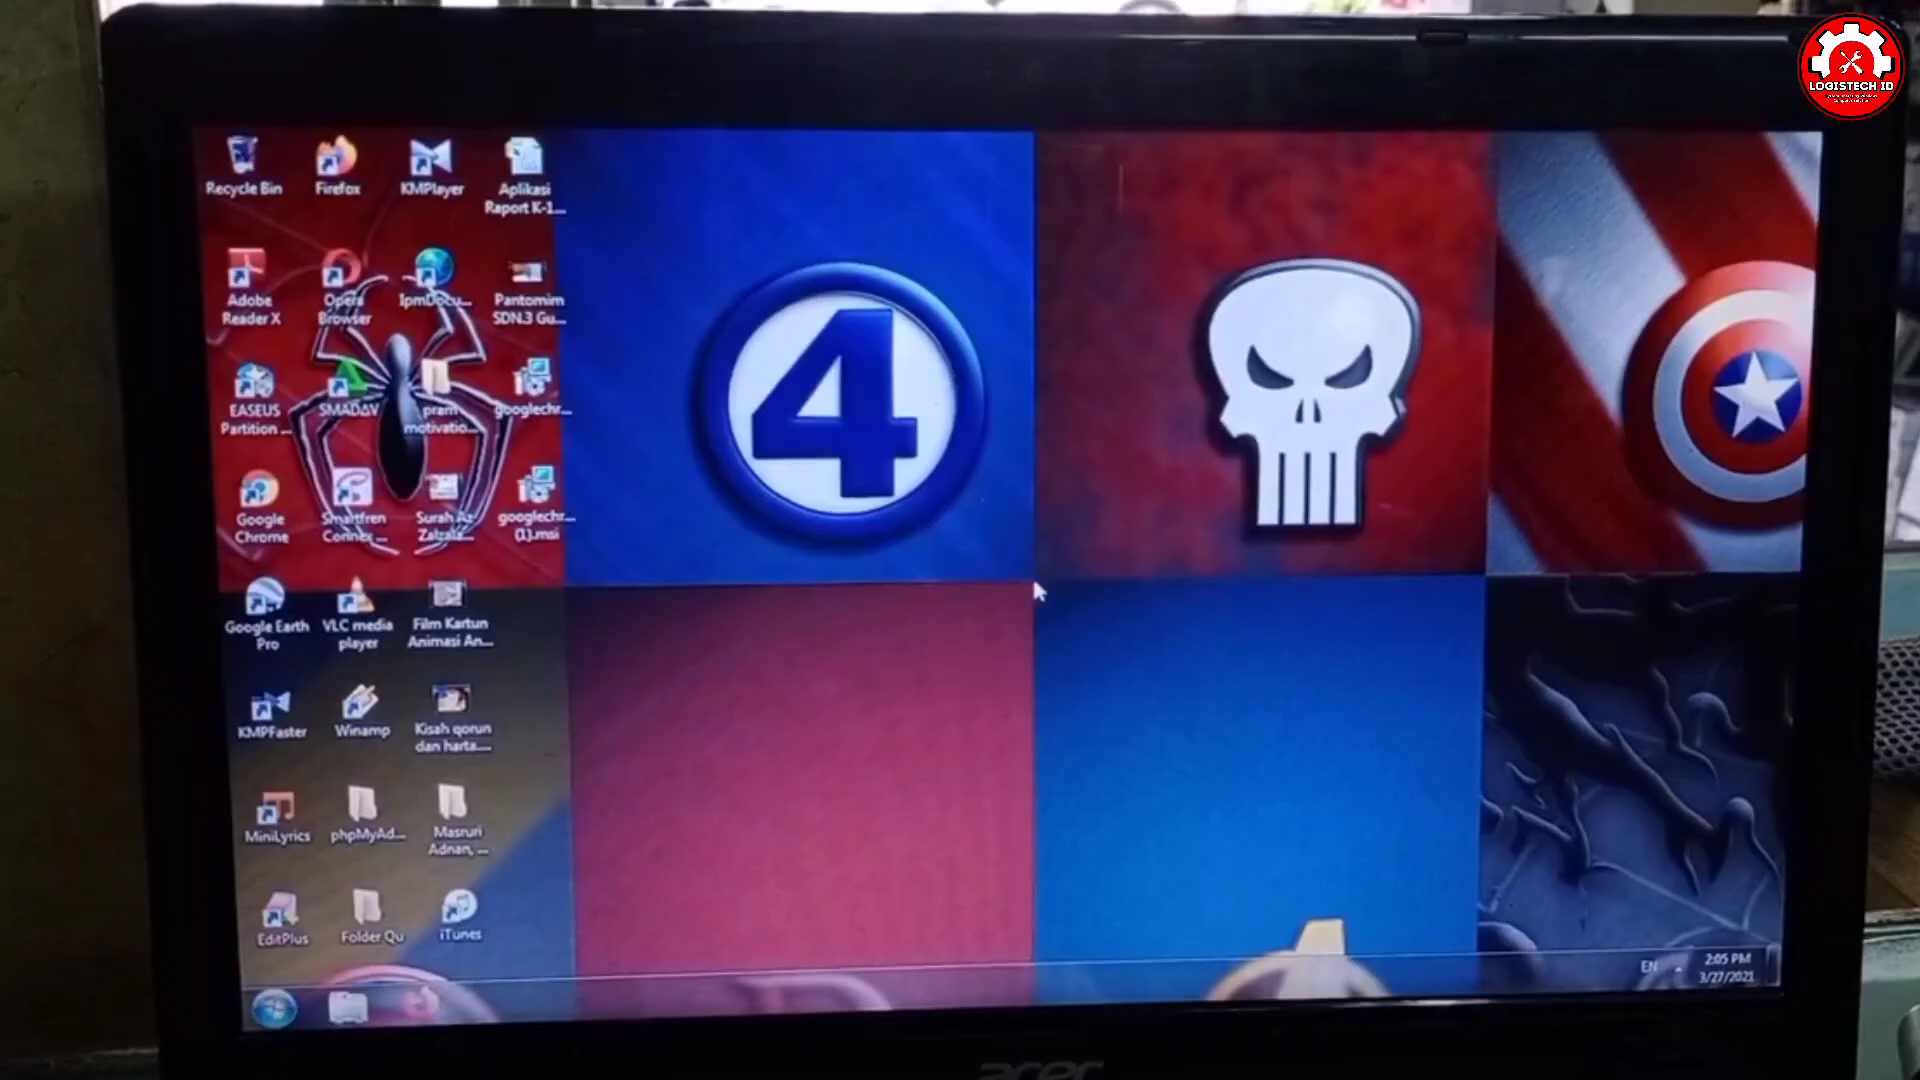 LOGISTECH ID
Recycle Bin
Firefox
KMPlayer
Aplikasi
Raport K-1...
Adobe
Reader X
Opera
Browser
IpmDocu...
Pantomim
SDN.3 Gu...
EASEUS
Partition ...
SMADAV
pram
motivatio...
googlechr...
Google
Chrome
Smartfren
Connex ...
Surah Az
Zalzala...
googlechr...
(1).msi
4
Google Earth
Pro
VLC media
player
Film Kartun
Animasi An...
KMPFaster
Winamp
Kisah qorun
dan harta....
MiniLyrics
phpMyAd...
Masruri
Adnan, ...
EditPlus
Folder Qu
iTunes
EN
2:05 PM
3/27/2021
acer